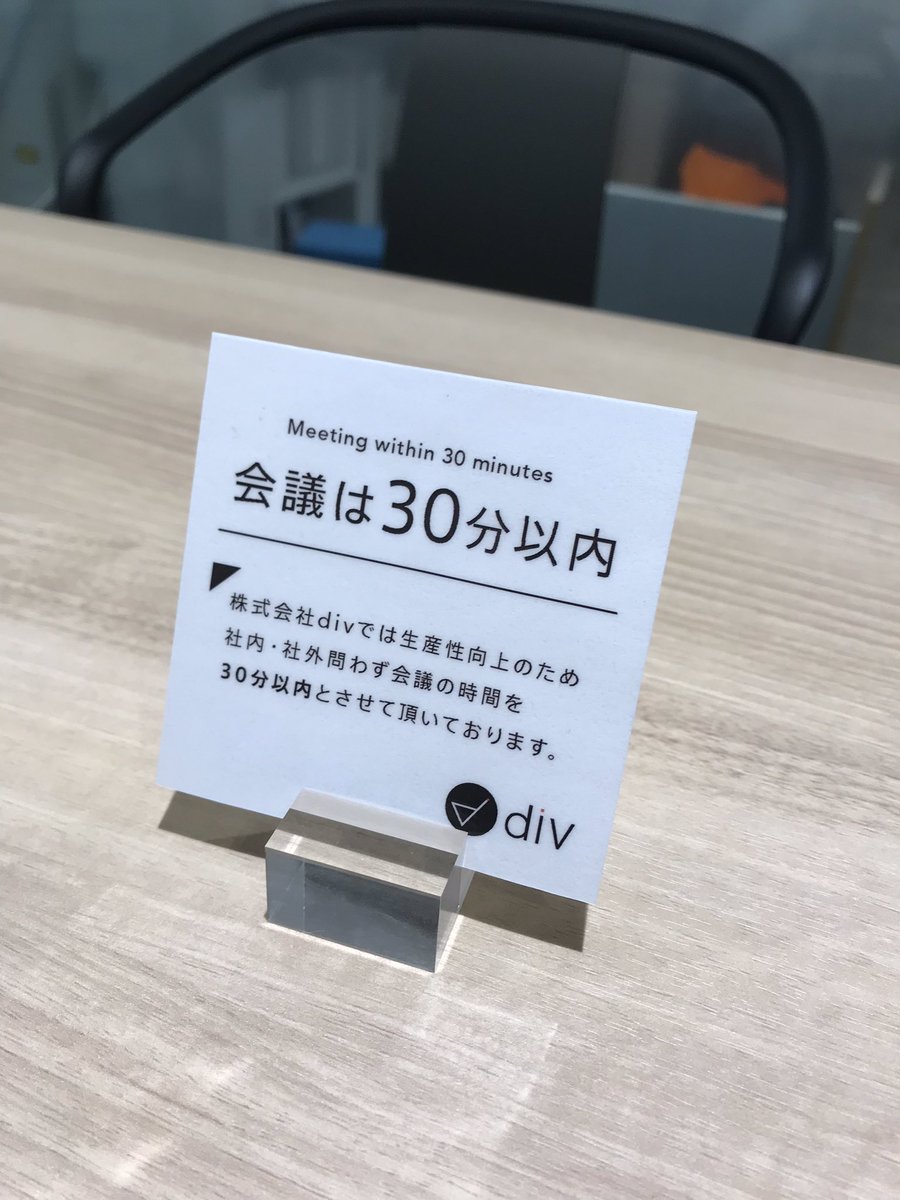 Meeting within 30 minutes
会議は30分以内
株式会社divでは生産性向上のため
社内・社外問わず会議の時間を
30分以内とさせて頂いております。
div